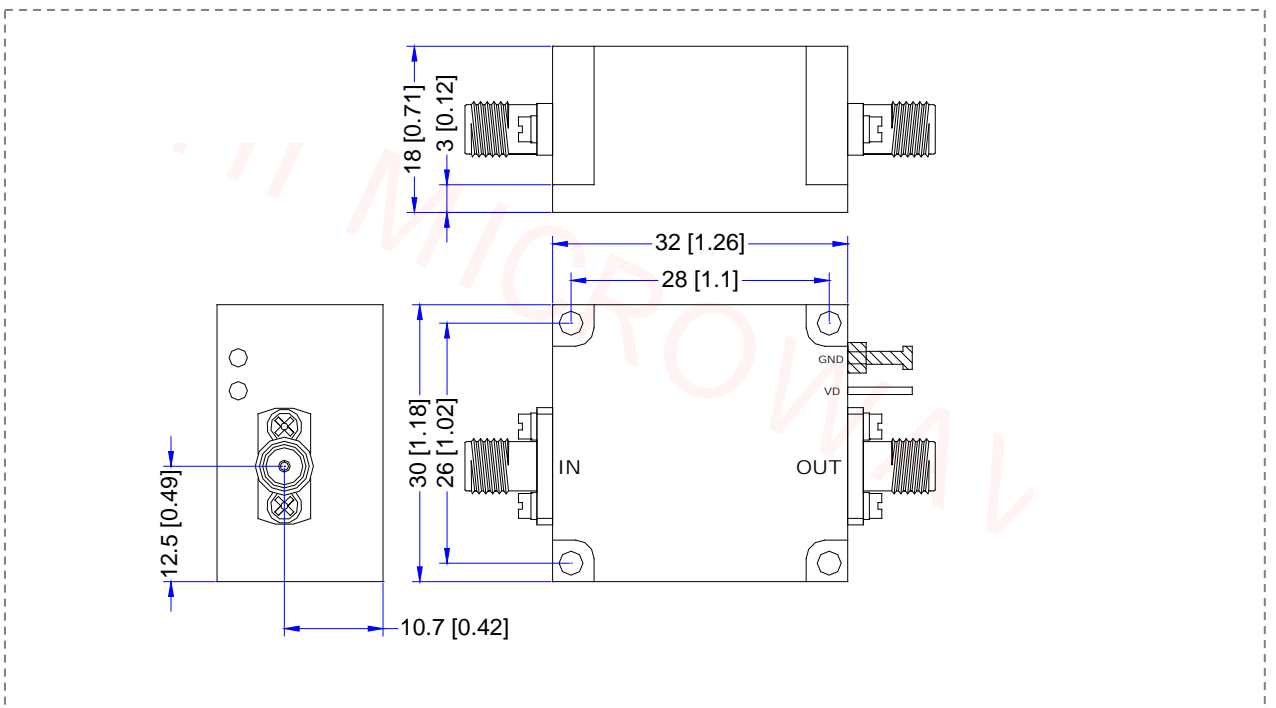 18 [0.71]
3 [0.12]
32 [1.26]
28 [1.1]
GND
VD
30 [1.18]
26 [1.02]
IN
OUT
12.5 [0.49]
10.7 [0.42]
MICROWAV